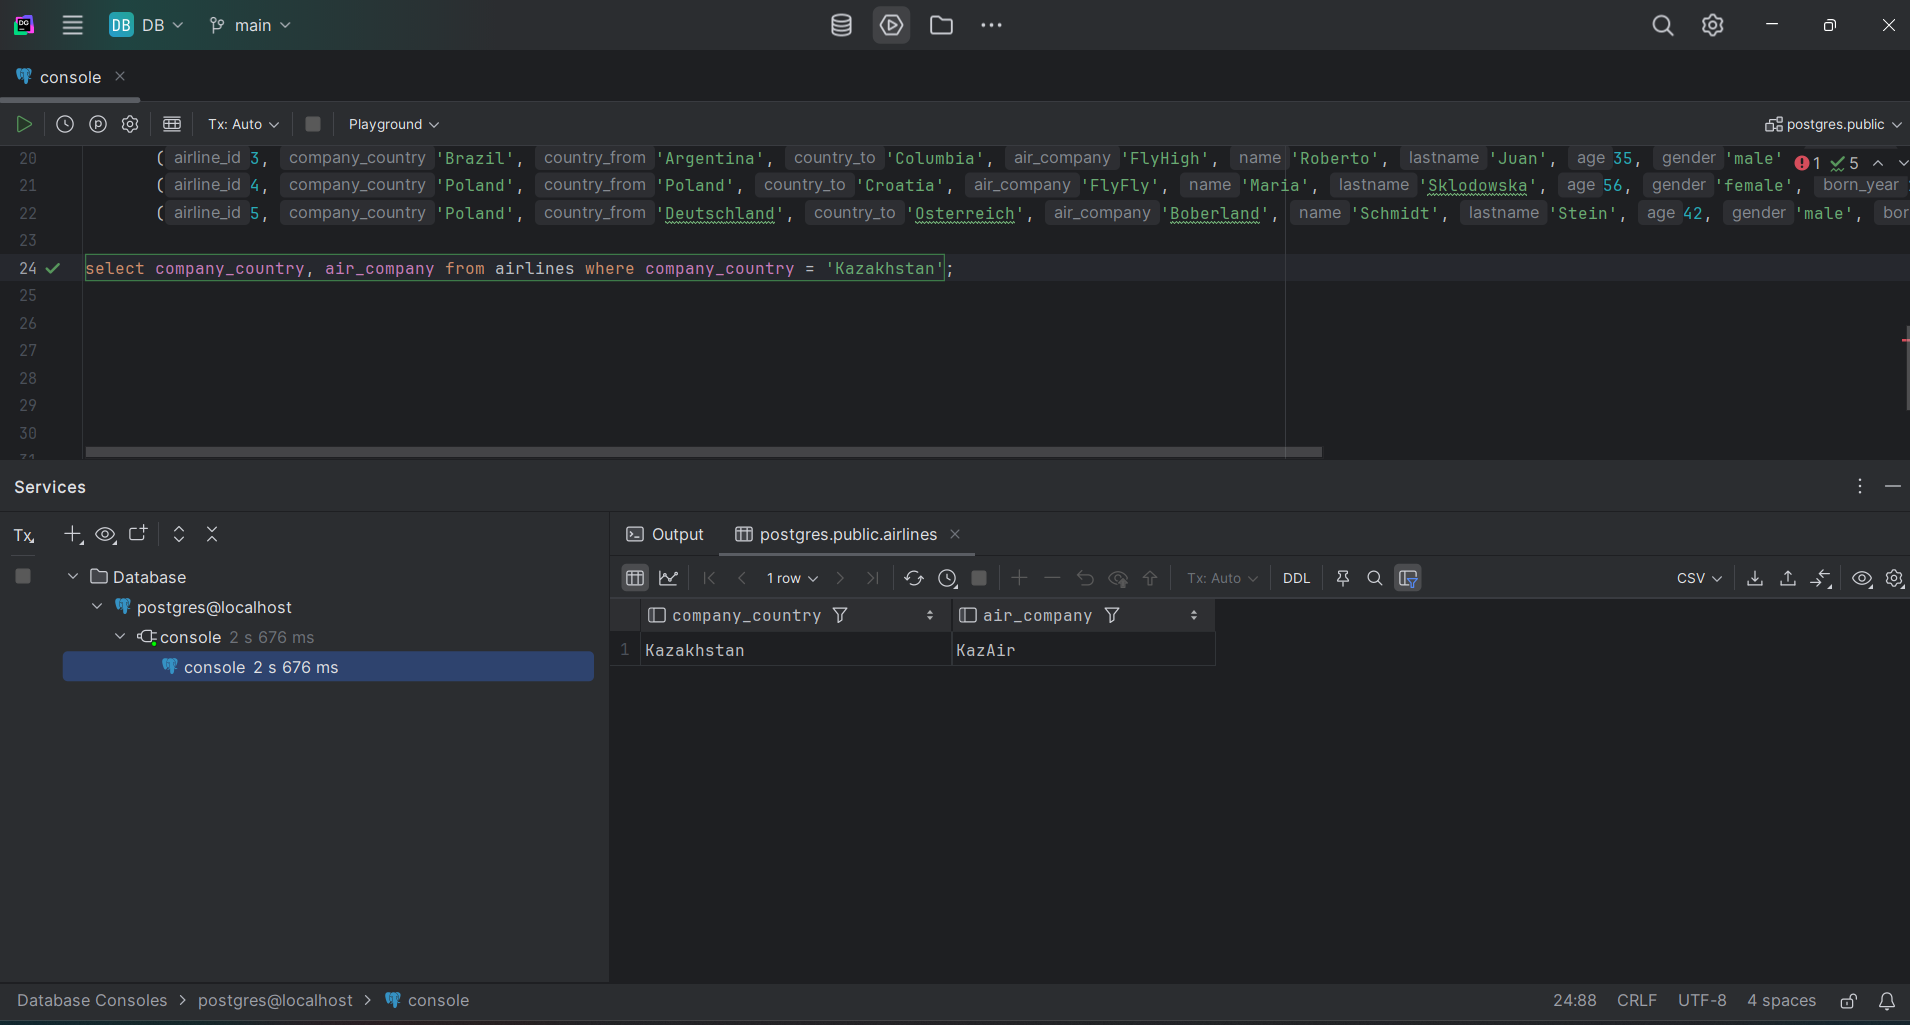 DB DB main
console
Tx: Auto Playground postgres.public
20 ( airline_id 3, company_country 'Brazil', country_from 'Argentina', country_to 'Columbia', air_company 'FlyHigh', name 'Roberto', lastname 'Juan', age 35, gender 'male' 1 5
21 ( airline_id 4, company_country 'Poland', country_from 'Poland', country_to 'Croatia', air_company 'FlyFly', name 'Maria', lastname 'Sklodowska', age 56, gender 'female', born_year
22 ( airline_id 5, company_country 'Poland', country_from 'Deutschland', country_to 'Osterreich', air_company 'Boberland', name 'Schmidt', lastname 'Stein', age 42, gender 'male', bor
23
24 select company_country, air_company from airlines where company_country = 'Kazakhstan';
25
26
27
28
29
30
31
Services
Tx
Output postgres.public.airlines
1 row Tx: Auto DDL CSV
Database
postgres@localhost
console 2 s 676 ms
console 2 s 676 ms
company_country air_company
1 Kazakhstan KazAir
Database Consoles > postgres@localhost > console 24:88 CRLF UTF-8 4 spaces